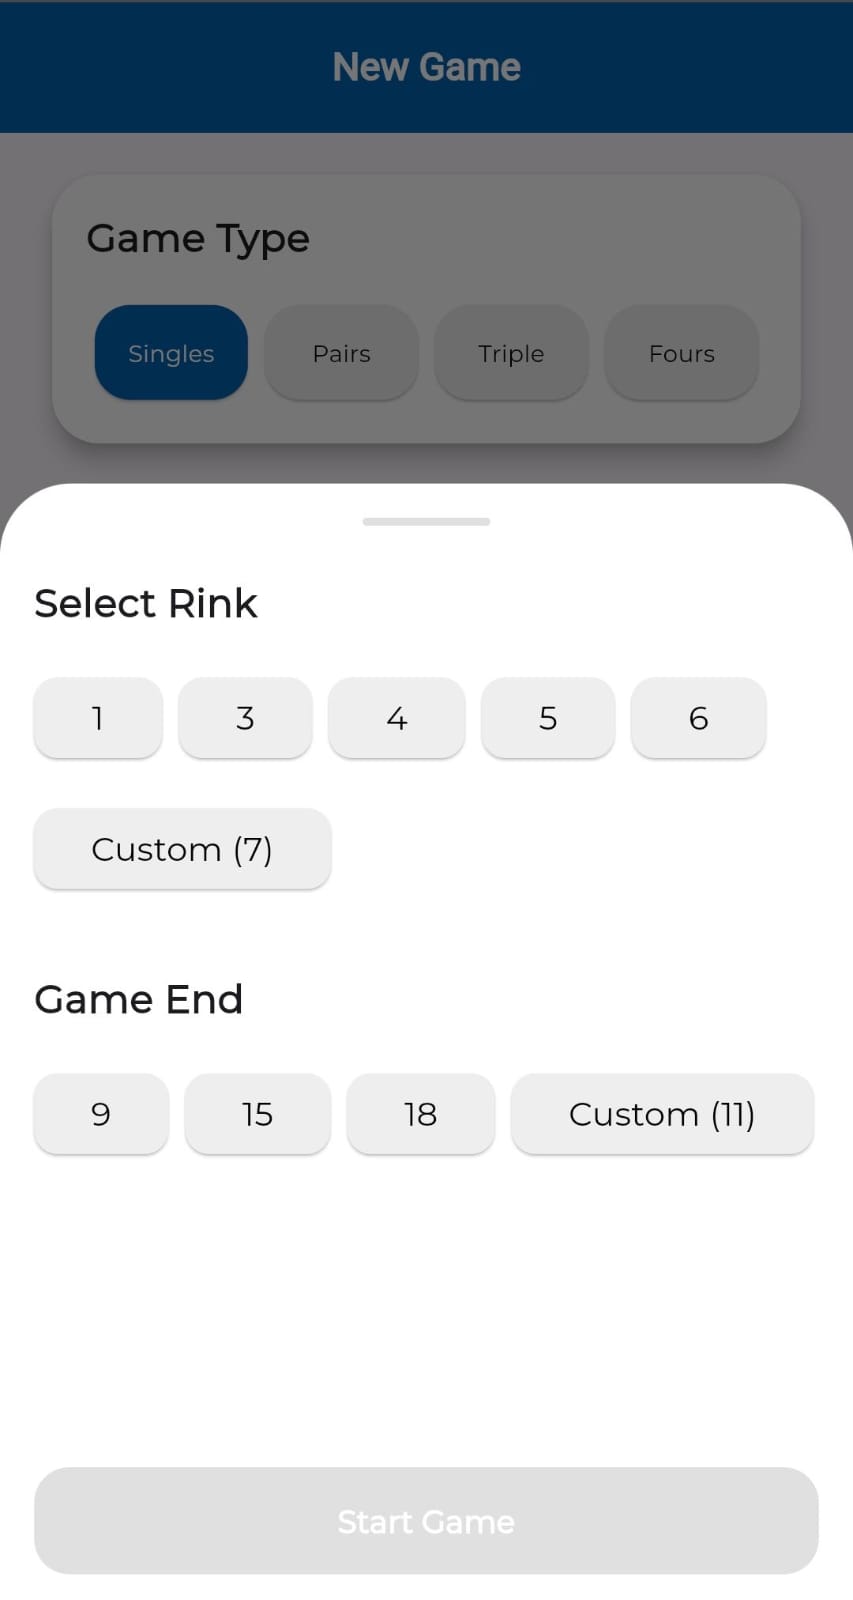 New Game
Game Type
Singles Pairs Triple Fours
Select Rink
1 3 4 5 6
Custom (7)
Game End
9 15 18 Custom (11)
Start Game